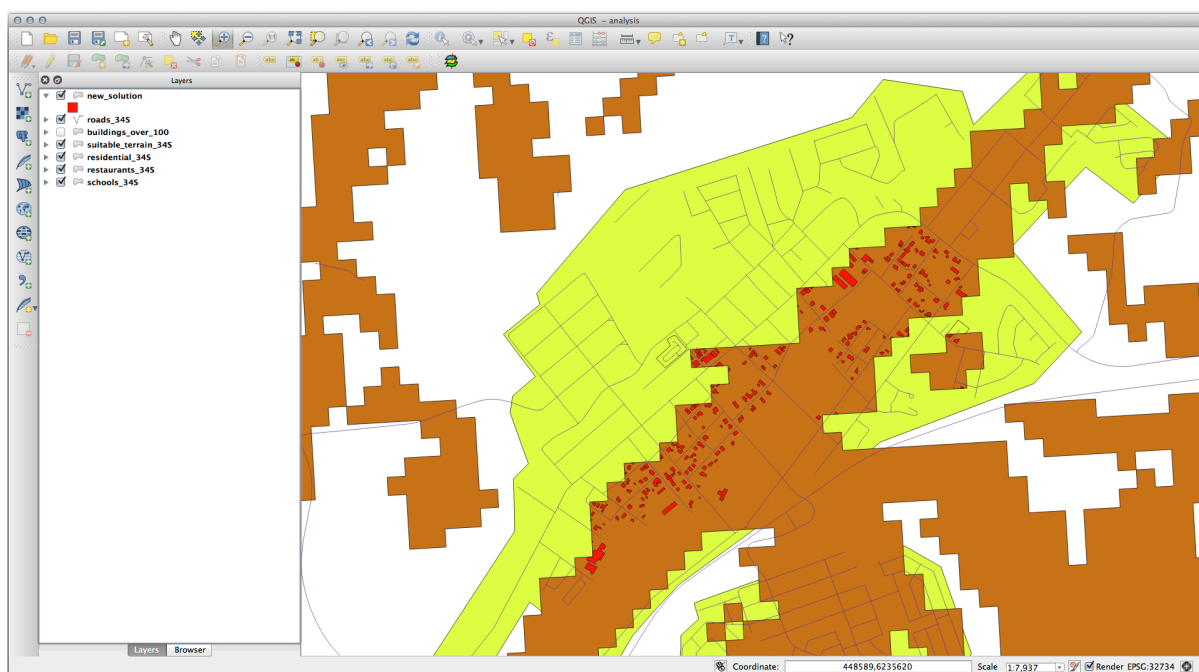 QGIS - analysis
Layers
new_solution
roads_34S
buildings_over_100
suitable_terrain_34S
residential_34S
restaurants_34S
schools_34S
Layers
Browser
Coordinate:
448589,6235620
Scale
1:7,937
Render
EPSG:32734